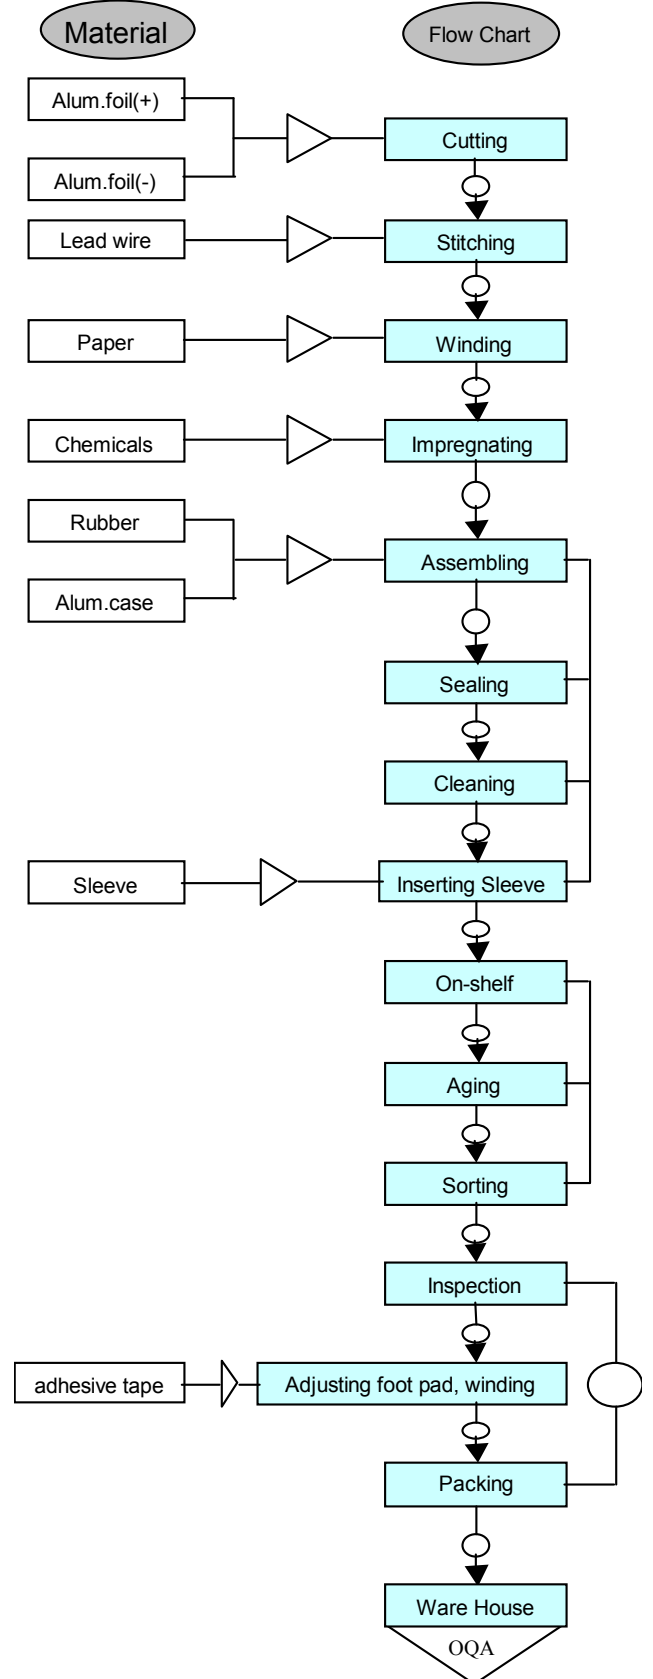 Material
Flow Chart
Alum.foil(+)
Cutting
Alum.foil(-)
Lead wire
Stitching
Paper
Winding
Chemicals
Impregnating
Rubber
Assembling
Alum.case
Sealing
Cleaning
Sleeve
Inserting Sleeve
On-shelf
Aging
Sorting
Inspection
adhesive tape
Adjusting foot pad, winding
Packing
Ware House
OQA